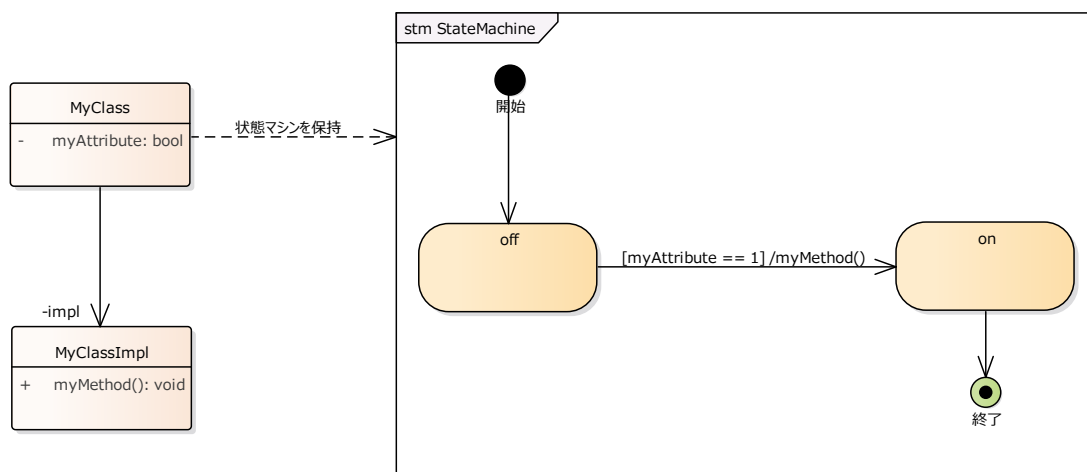 stm StateMachine
開始
MyClass
- myAttribute: bool
状態マシンを保持
off
[myAttribute == 1] /myMethod()
on
-impl
MyClassImpl
+ myMethod(): void
終了